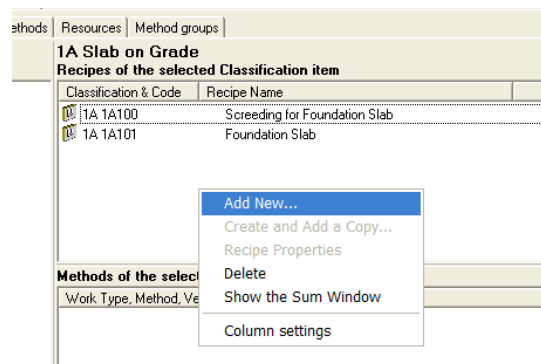 ethods Resources Method groups
1A Slab on Grade
Recipes of the selected Classification item
Classification & Code Recipe Name
1A 1A100 Screeding for Foundation Slab
1A 1A101 Foundation Slab
Add New...
Create and Add a Copy...
Recipe Properties
Delete
Show the Sum Window
Column settings
Methods of the selec
Work Type, Method, Ve